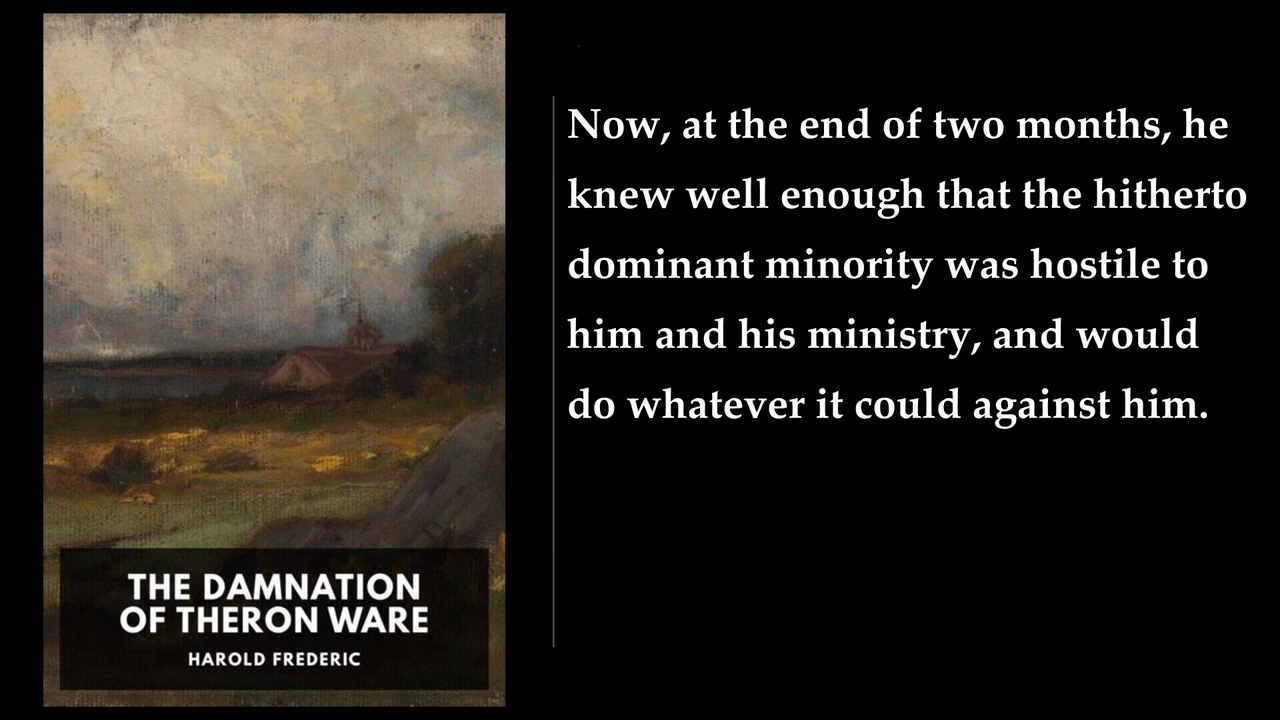 THE DAMNATION
OF THERON WARE
HAROLD FREDERIC
Now, at the end of two months, he
knew well enough that the hitherto
dominant minority was hostile to
him and his ministry, and would
do whatever it could against him.